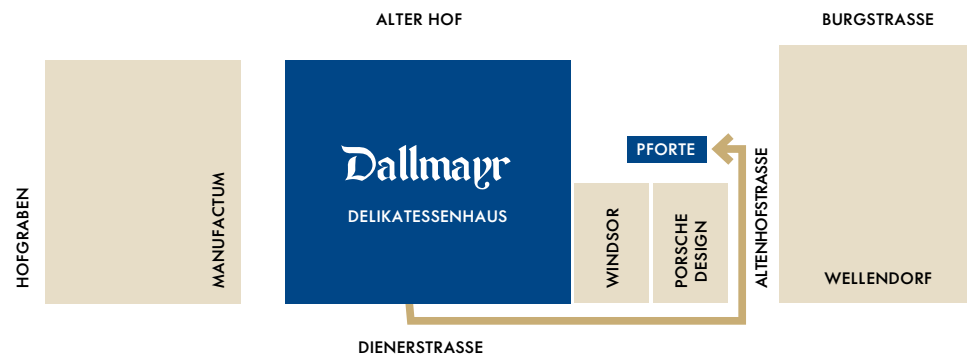 ALTER HOF
BURGSTRASSE
Dallmayr
DELIKATESSENHAUS
PFORTE
HOFGRABEN
MANUFACTUM
WINDSOR
PORSCHE
DESIGN
ALTENHOFSTRASSE
WELLENDORF
DIENERSTRASSE